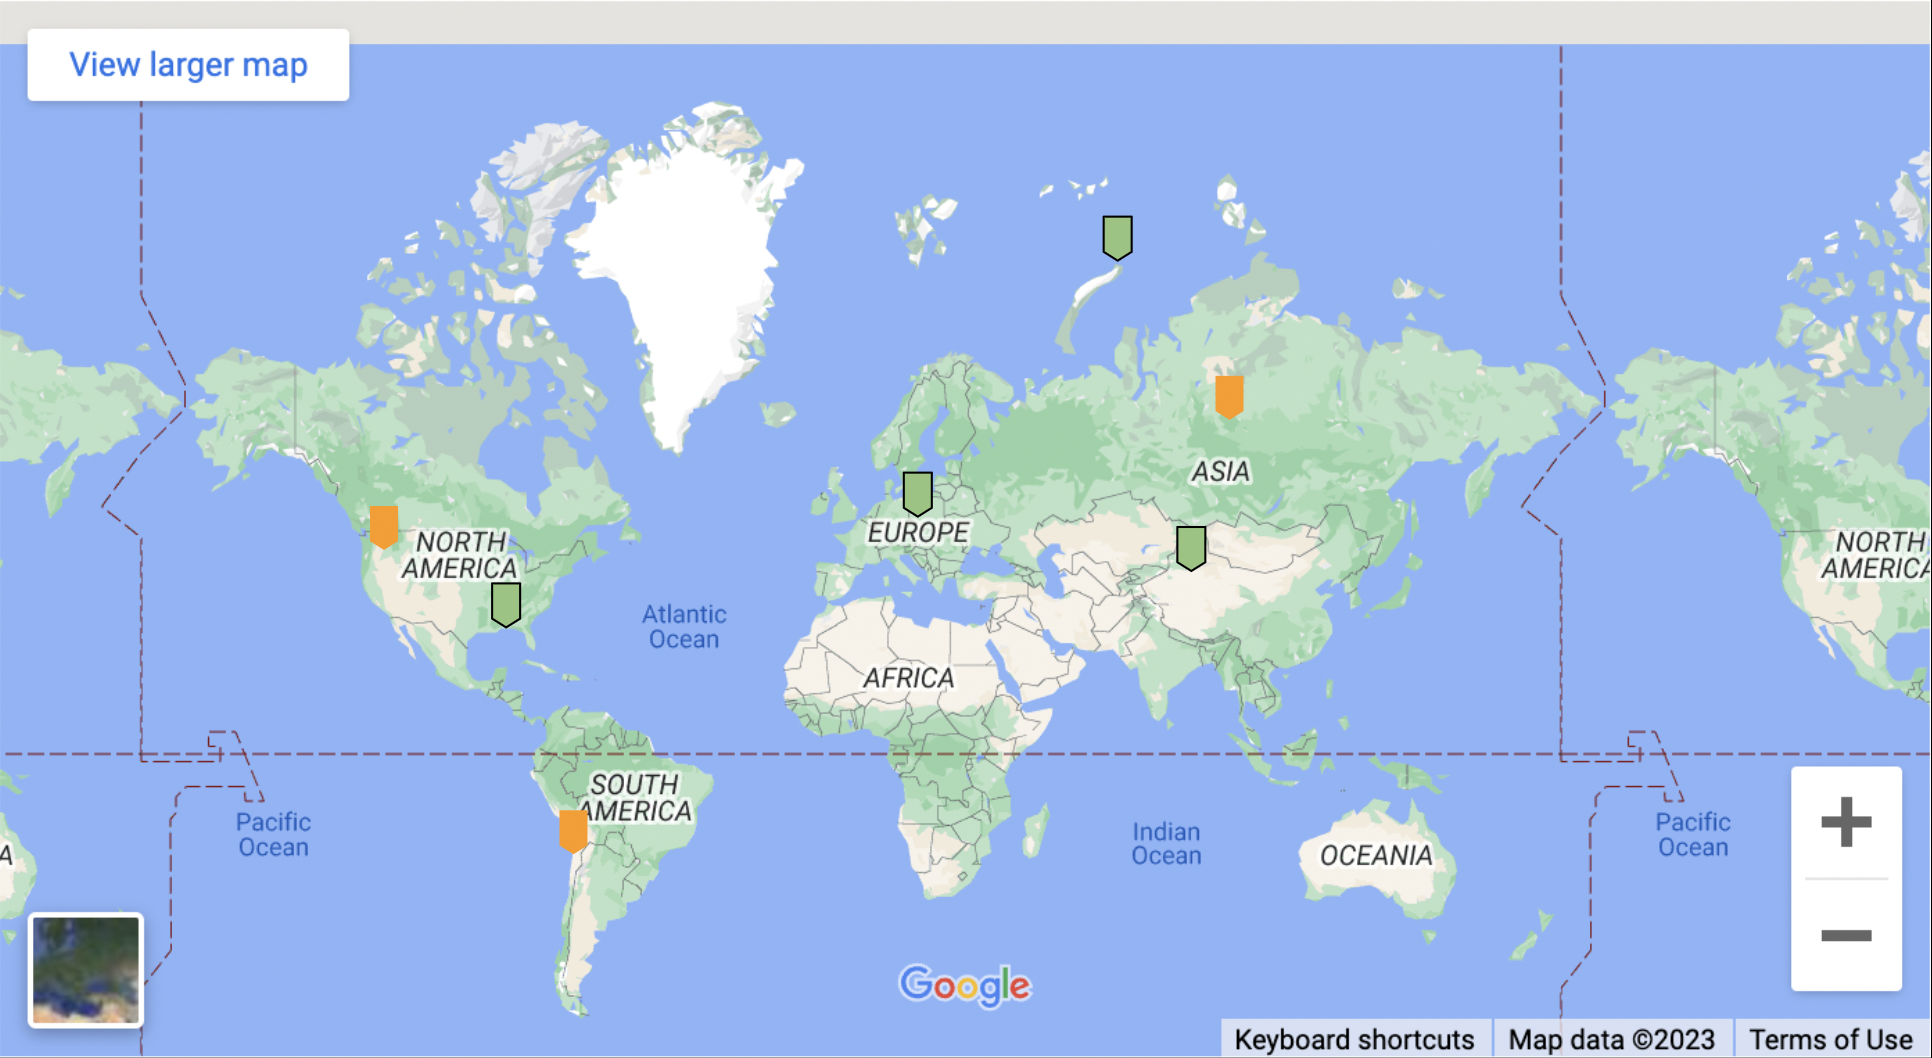 View larger map
NORTH
AMERICA
EUROPE
ASIA
NORTH
AMERICA
Atlantic
Ocean
AFRICA
SOUTH
AMERICA
Pacific
Ocean
Indian
Ocean
OCEANIA
Pacific
Ocean
A
Google
Keyboard shortcuts
Map data ©2023
Terms of Use